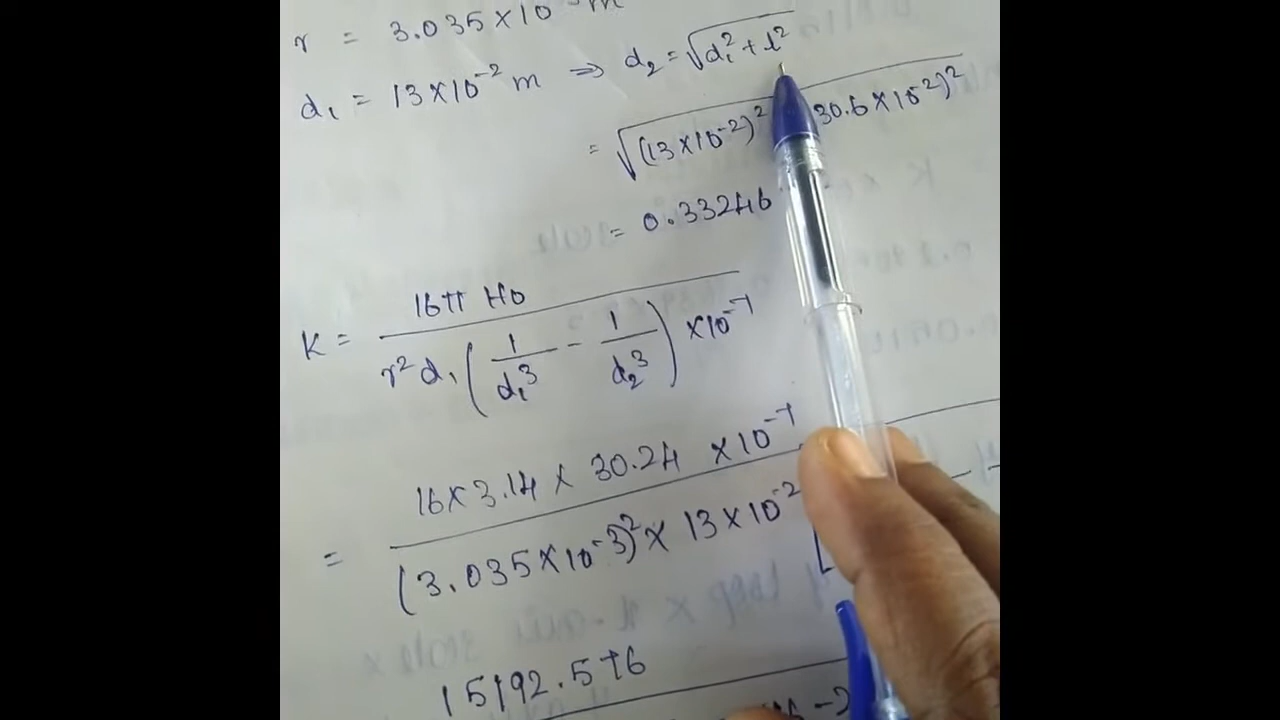 r = 3.035 × 10 m
d₁ = 13×10⁻² m ⇒ d₂ = √(d₁² + l²)
= √((13×10⁻²)² 30.6×10⁻²)²
= 0.33246
K = 16π H₀ / r² d₁ (1/d₁³ − 1/d₂³) ×10⁻⁷
= 16×3.14 × 30.24 ×10⁻⁷ / (3.035×10⁻³)² × 13×10⁻²
15192.576